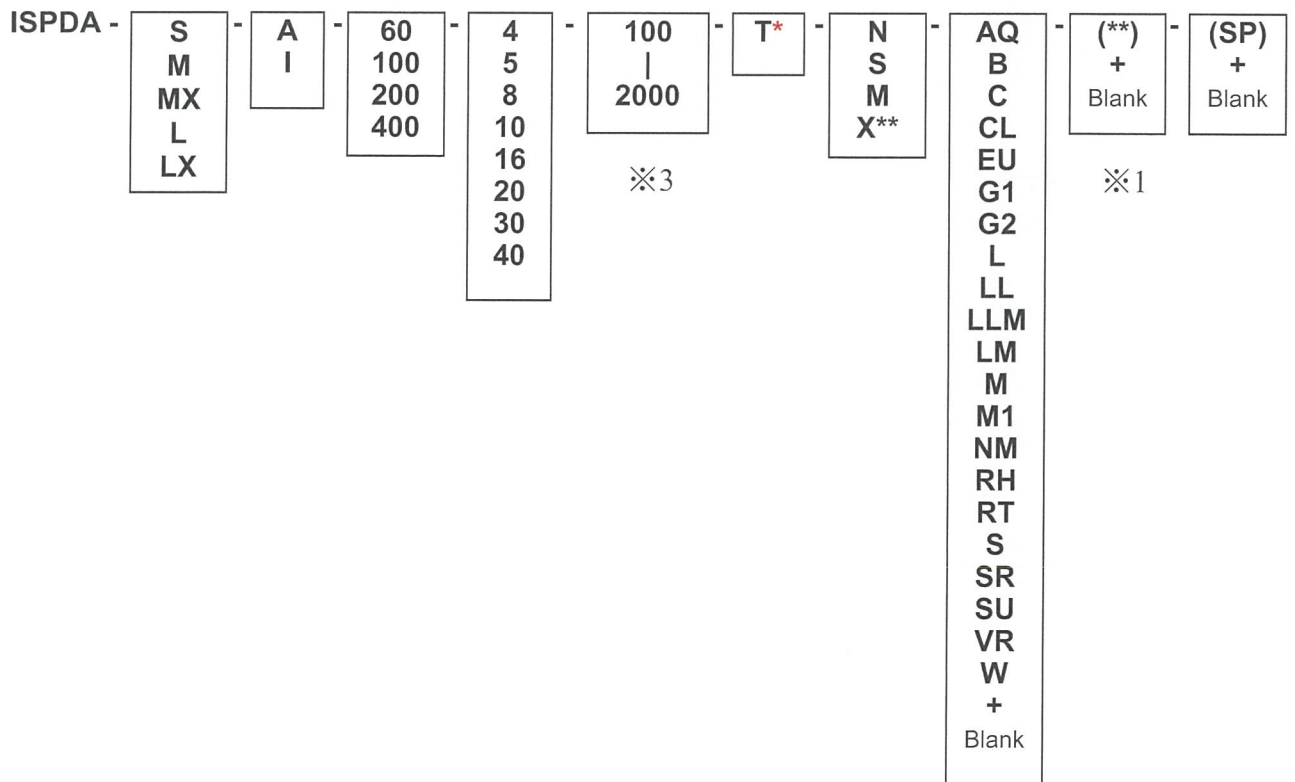 ISPDA - S - A - 60 - 4 - 100 - T* - N - AQ - (**) - (SP)
M I 100 5 | S B + +
MX 200 8 2000 M C Blank Blank
L 400 10 X** CL
LX 16 EU
※3 ※1
20 G1
30 G2
40 L
LL
LLM
LM
M
M1
NM
RH
RT
S
SR
SU
VR
W
+
Blank